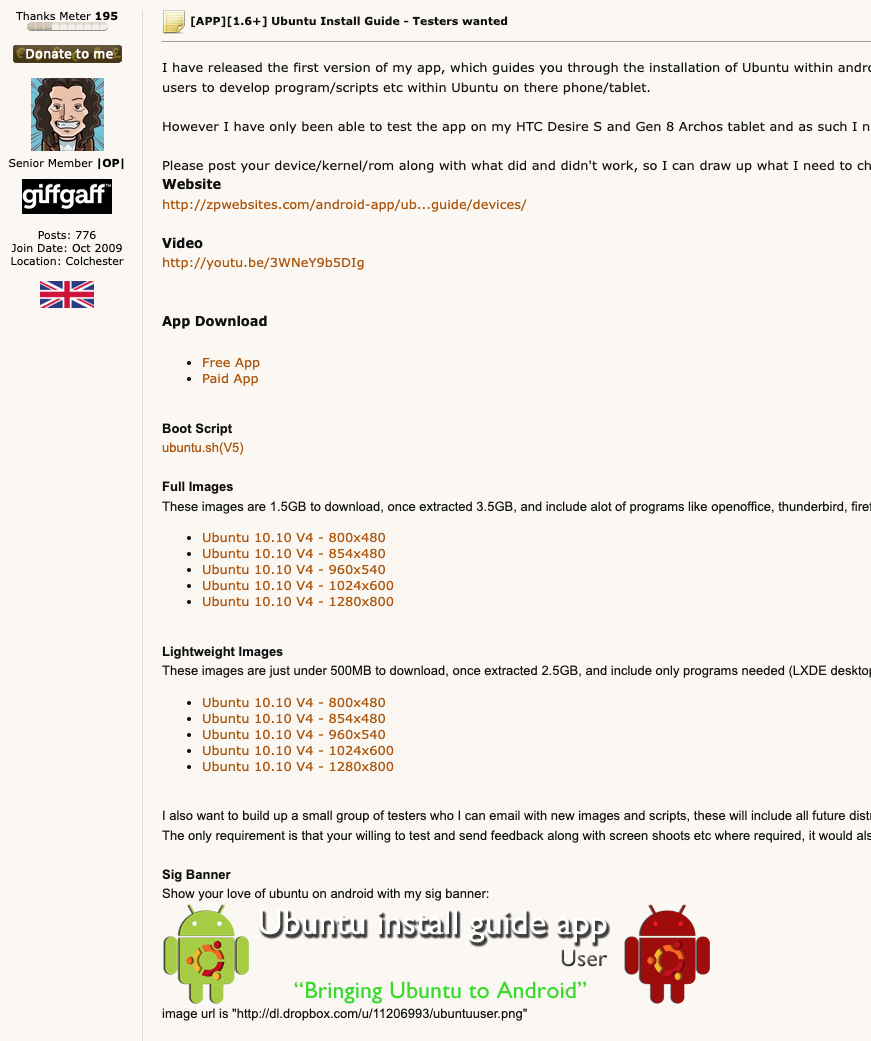 Thanks Meter 195
Donate to me
Senior Member |OP|
giffgaff™
Posts: 776
Join Date: Oct 2009
Location: Colchester
[APP][1.6+] Ubuntu Install Guide - Testers wanted
I have released the first version of my app, which guides you through the installation of Ubuntu within andro
users to develop program/scripts etc within Ubuntu on there phone/tablet.
However I have only been able to test the app on my HTC Desire S and Gen 8 Archos tablet and as such I n
Please post your device/kernel/rom along with what did and didn't work, so I can draw up what I need to ch
Website
http://zpwebsites.com/android-app/ub...guide/devices/
Video
http://youtu.be/3WNeY9b5DIg
App Download
• Free App
• Paid App
Boot Script
ubuntu.sh(V5)
Full Images
These images are 1.5GB to download, once extracted 3.5GB, and include alot of programs like openoffice, thunderbird, firef
• Ubuntu 10.10 V4 - 800x480
• Ubuntu 10.10 V4 - 854x480
• Ubuntu 10.10 V4 - 960x540
• Ubuntu 10.10 V4 - 1024x600
• Ubuntu 10.10 V4 - 1280x800
Lightweight Images
These images are just under 500MB to download, once extracted 2.5GB, and include only programs needed (LXDE desktop
• Ubuntu 10.10 V4 - 800x480
• Ubuntu 10.10 V4 - 854x480
• Ubuntu 10.10 V4 - 960x540
• Ubuntu 10.10 V4 - 1024x600
• Ubuntu 10.10 V4 - 1280x800
I also want to build up a small group of testers who I can email with new images and scripts, these will include all future distr
The only requirement is that your willing to test and send feedback along with screen shoots etc where required, it would als
Sig Banner
Show your love of ubuntu on android with my sig banner:
Ubuntu install guide app
User
“Bringing Ubuntu to Android”
image url is "http://dl.dropbox.com/u/11206993/ubuntuuser.png"